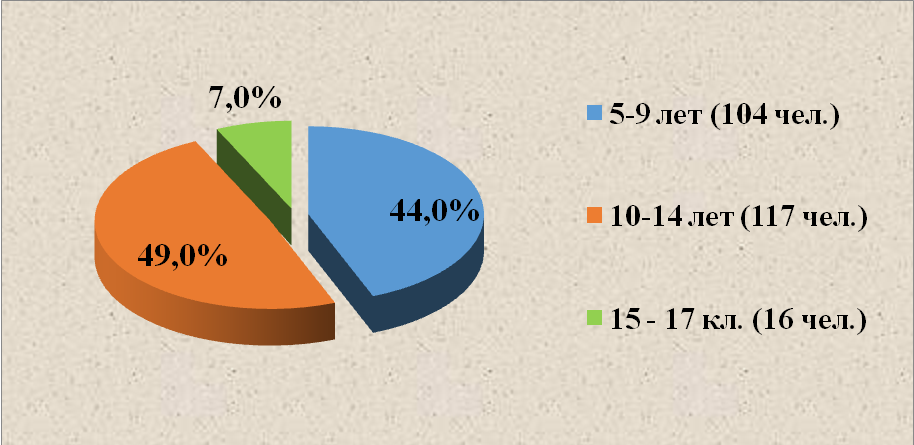 7,0%
44,0%
49,0%
5-9 лет (104 чел.)
10-14 лет (117 чел.)
15 - 17 кл. (16 чел.)